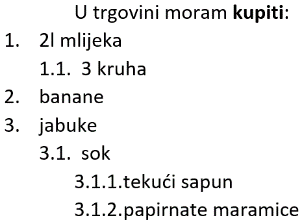 U trgovini moram kupiti:
1. 2l mlijeka
1.1. 3 kruha
2. banane
3. jabuke
3.1. sok
3.1.1.tekući sapun
3.1.2.papirnate maramice